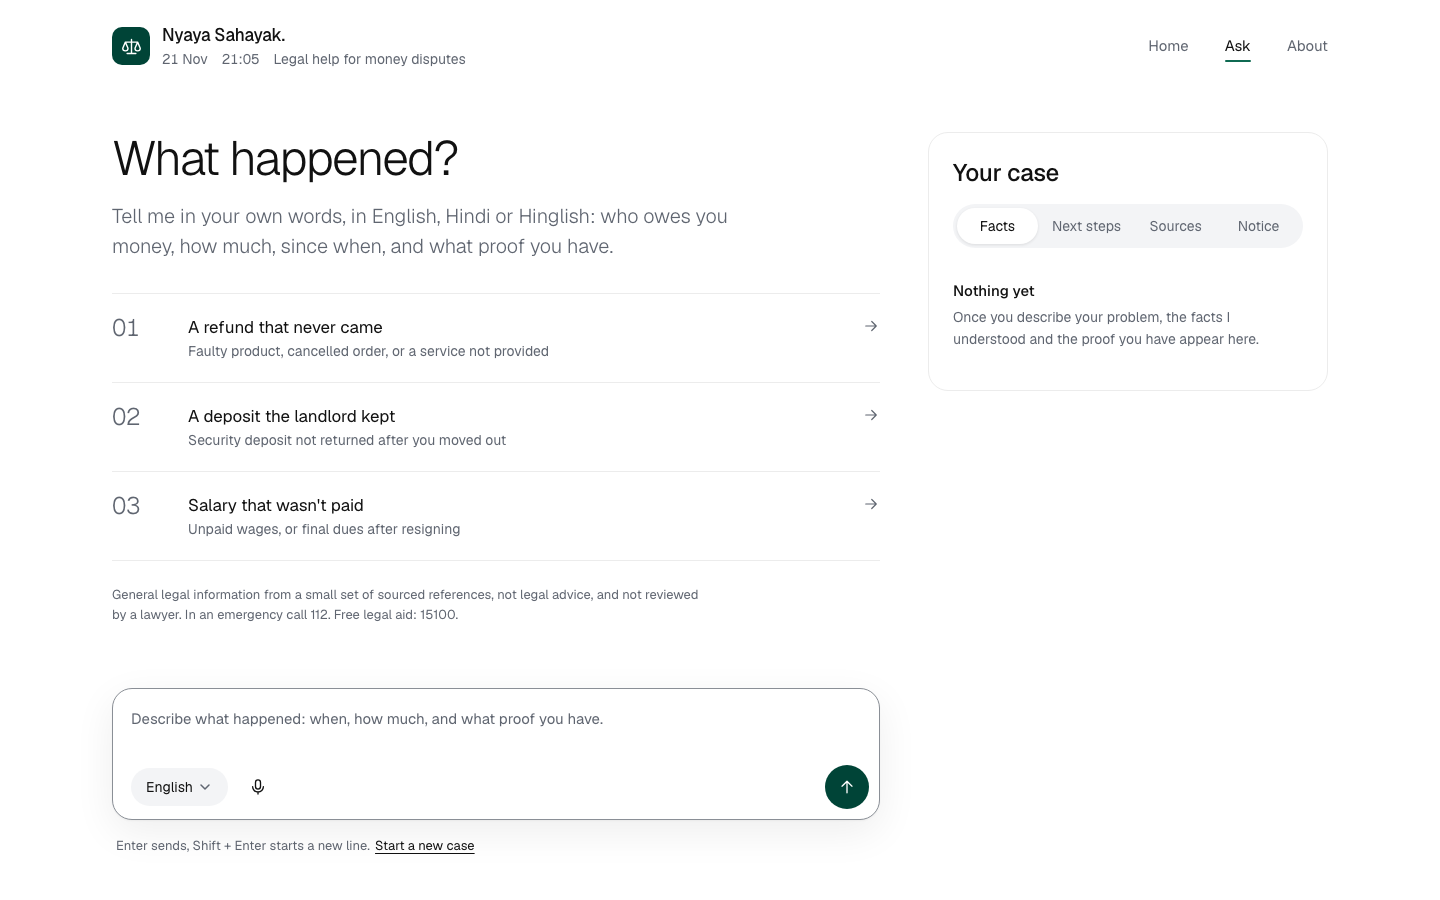 Nyaya Sahayak.
21 Nov 21:05 Legal help for money disputes
Home Ask About
What happened?
Tell me in your own words, in English, Hindi or Hinglish: who owes you
money, how much, since when, and what proof you have.
01 A refund that never came
Faulty product, cancelled order, or a service not provided
02 A deposit the landlord kept
Security deposit not returned after you moved out
03 Salary that wasn't paid
Unpaid wages, or final dues after resigning
General legal information from a small set of sourced references, not legal advice, and not reviewed
by a lawyer. In an emergency call 112. Free legal aid: 15100.
Describe what happened: when, how much, and what proof you have.
English
Enter sends, Shift + Enter starts a new line. Start a new case
Your case
Facts Next steps Sources Notice
Nothing yet
Once you describe your problem, the facts I
understood and the proof you have appear here.